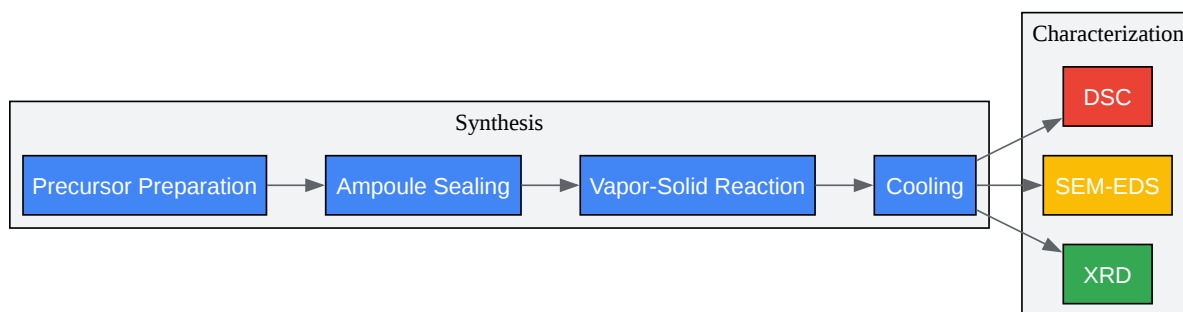 Synthesis
Precursor Preparation
Ampoule Sealing
Vapor-Solid Reaction
Cooling
Characterization
DSC
SEM-EDS
XRD